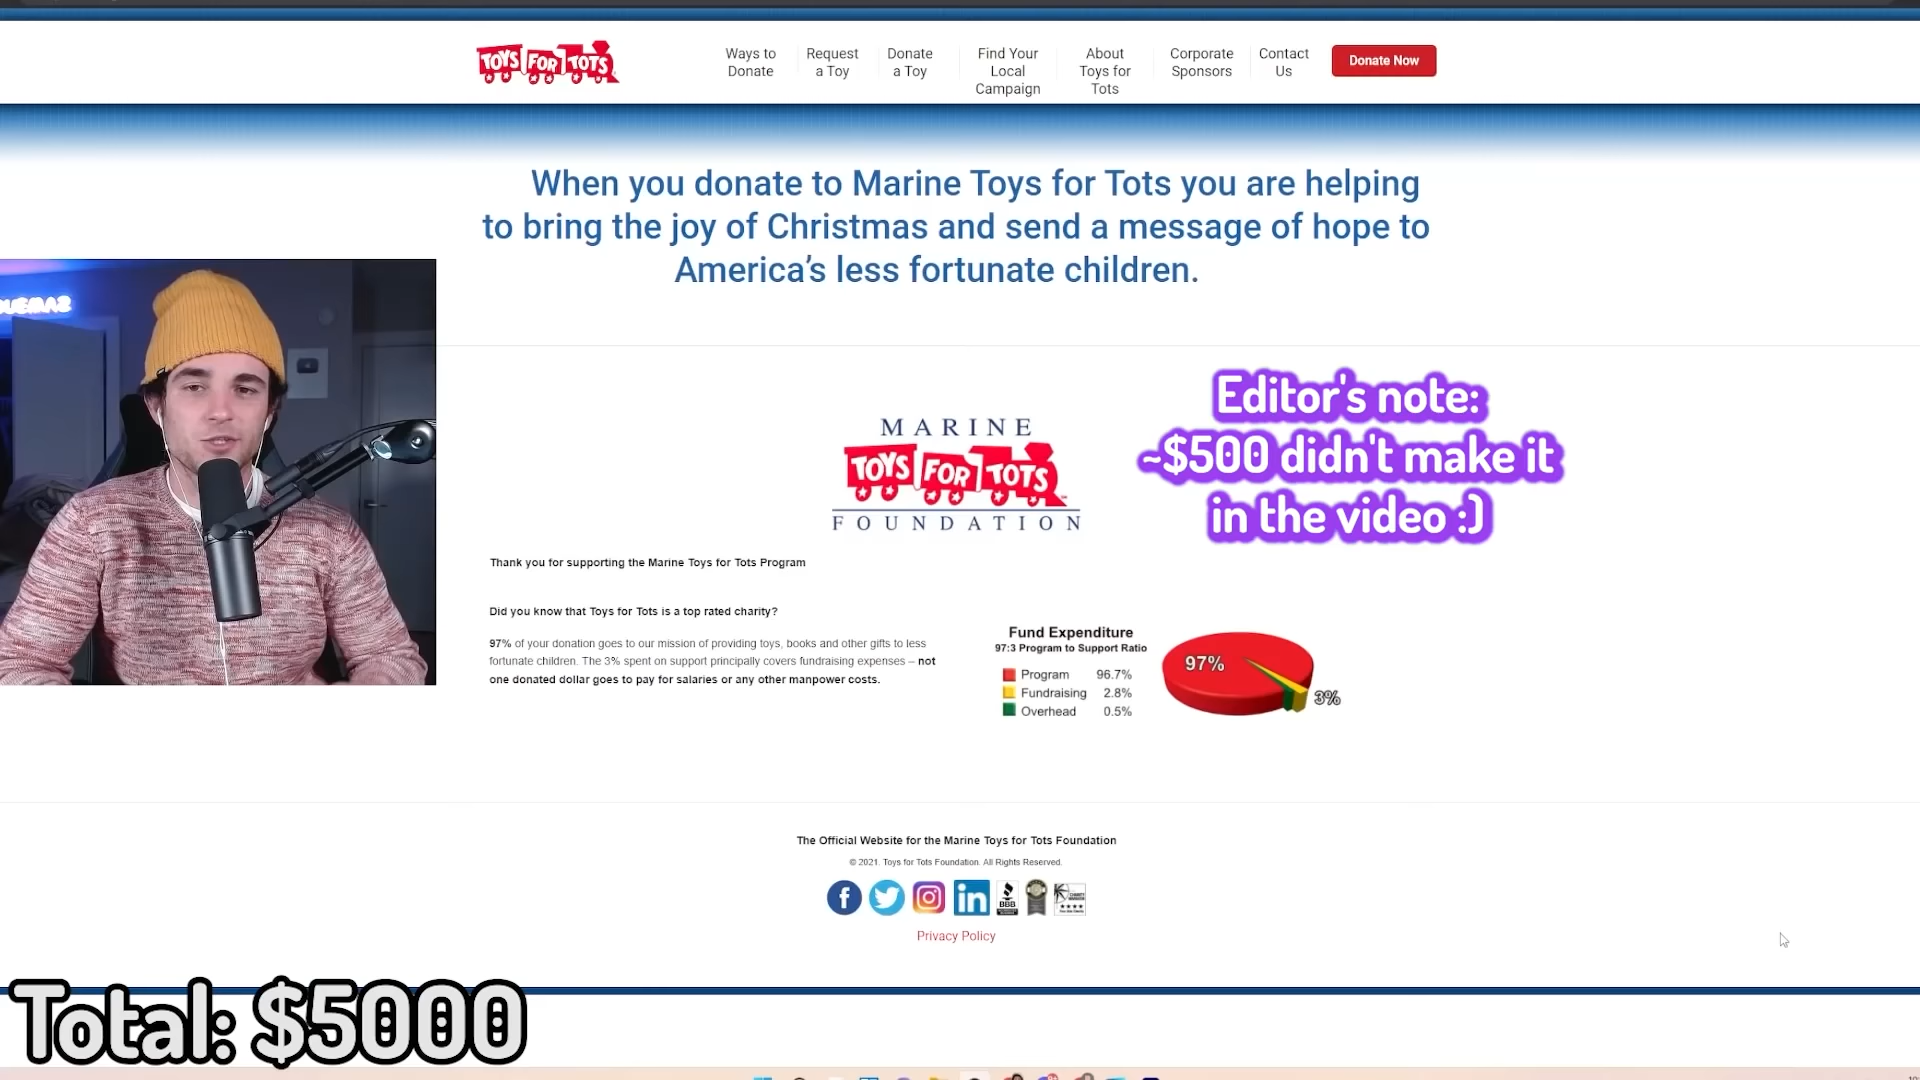 TOYS FOR TOTS
Ways to
Donate
Request
a Toy
Donate
a Toy
Find Your
Local
Campaign
About
Toys for
Tots
Corporate
Sponsors
Contact
Us
Donate Now
When you donate to Marine Toys for Tots you are helping
to bring the joy of Christmas and send a message of hope to
America’s less fortunate children.
Editor's note:
~$500 didn't make it
in the video :)
MARINE
TOYS FOR TOTS
FOUNDATION
Thank you for supporting the Marine Toys for Tots Program
Did you know that Toys for Tots is a top rated charity?
97% of your donation goes to our mission of providing toys, books and other gifts to less
fortunate children. The 3% spent on support principally covers fundraising expenses – not
one donated dollar goes to pay for salaries or any other manpower costs.
Fund Expenditure
97:3 Program to Support Ratio
Program 96.7%
Fundraising 2.8%
Overhead 0.5%
97%
3%
The Official Website for the Marine Toys for Tots Foundation
© 2021. Toys for Tots Foundation. All Rights Reserved.
f
in
BBB
Privacy Policy
Total: $5000